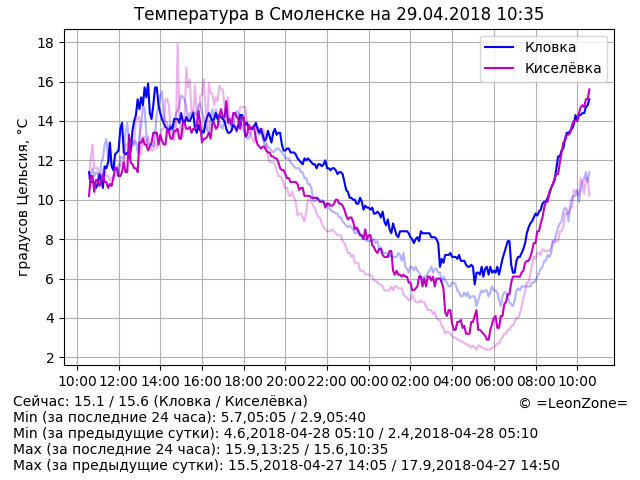 Температура в Смоленске на 29.04.2018 10:35
Кловка
Киселёвка
градусов Цельсия, °C
18
16
14
12
10
8
6
4
2
10:00 12:00 14:00 16:00 18:00 20:00 22:00 00:00 02:00 04:00 06:00 08:00 10:00
Сейчас: 15.1 / 15.6 (Кловка / Киселёвка)
© =LeonZone=
Min (за последние 24 часа): 5.7,05:05 / 2.9,05:40
Min (за предыдущие сутки): 4.6,2018-04-28 05:10 / 2.4,2018-04-28 05:10
Max (за последние 24 часа): 15.9,13:25 / 15.6,10:35
Max (за предыдущие сутки): 15.5,2018-04-27 14:05 / 17.9,2018-04-27 14:50